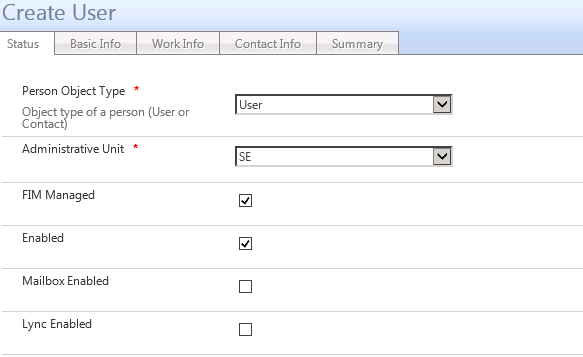 Create User
Status
Basic Info
Work Info
Contact Info
Summary
Person Object Type *
User
Object type of a person (User or
Contact)
Administrative Unit *
SE
FIM Managed
Enabled
Mailbox Enabled
Lync Enabled